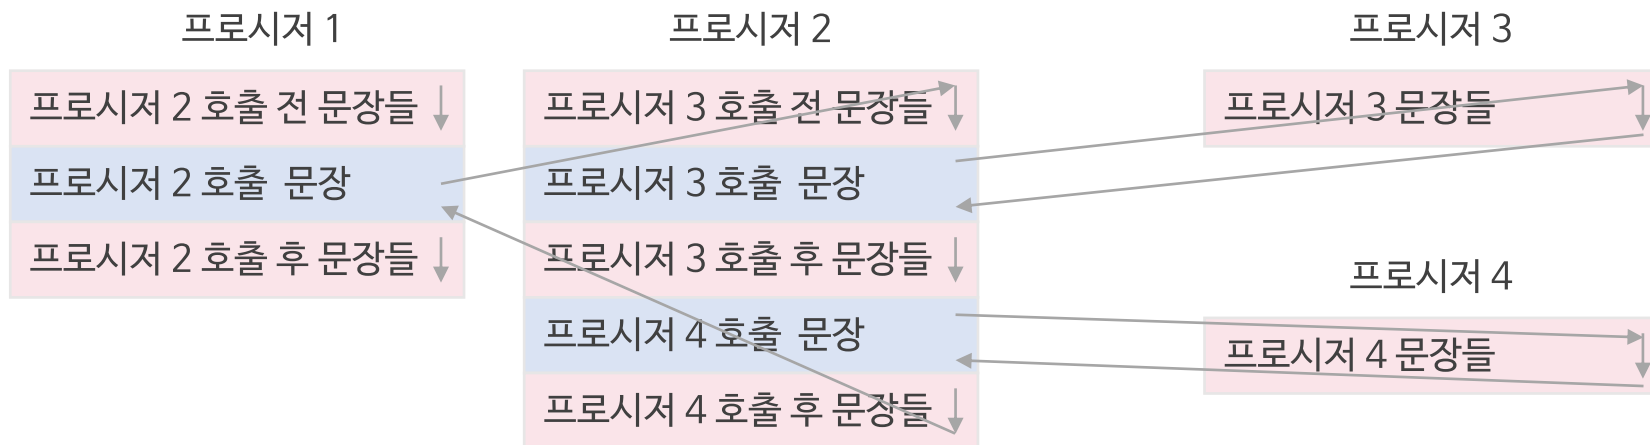 프로시저 1
프로시저 2 호출 전 문장들
프로시저 2 호출 문장
프로시저 2 호출 후 문장들
프로시저 2
프로시저 3 호출 전 문장들
프로시저 3 호출 문장
프로시저 3 호출 후 문장들
프로시저 4 호출 문장
프로시저 4 호출 후 문장들
프로시저 3
프로시저 3 문장들
프로시저 4
프로시저 4 문장들